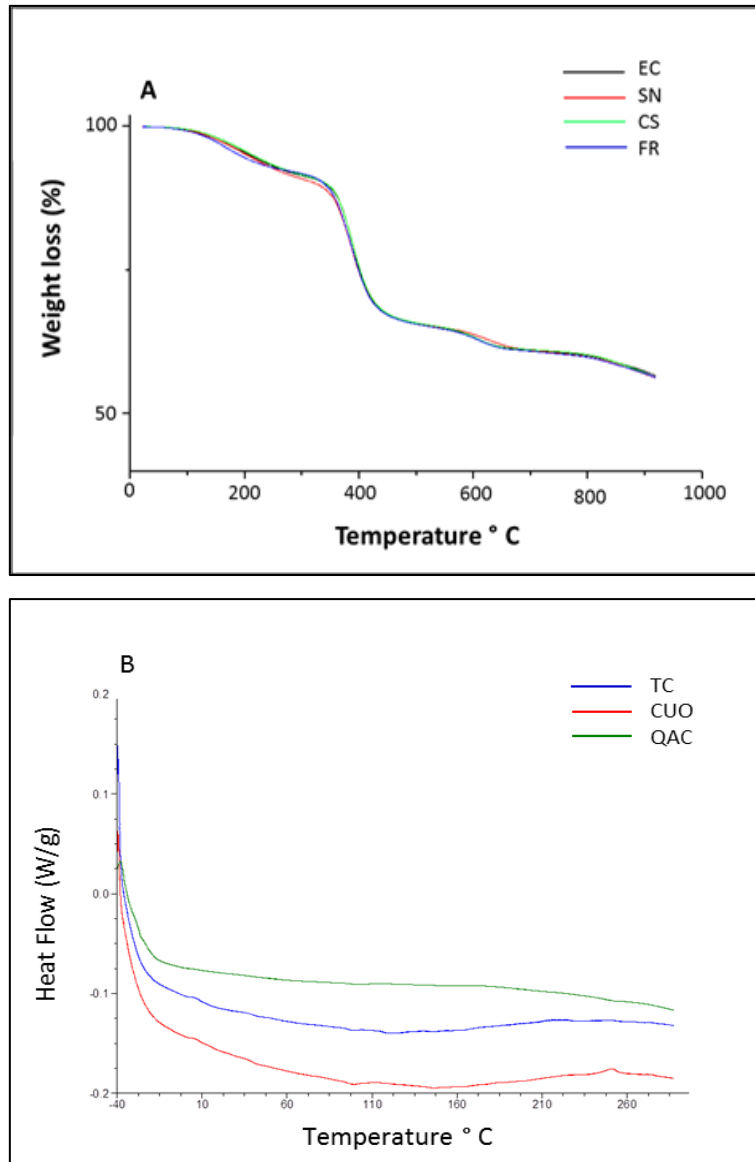 A
EC
SN
CS
FR
100
50
Weight loss (%)
0 200 400 600 800 1000
Temperature ° C
B
TC
CUO
QAC
0.2
0.1
0.0
-0.1
-0.2
Heat Flow (W/g)
-40 10 60 110 160 210 260
Temperature ° C